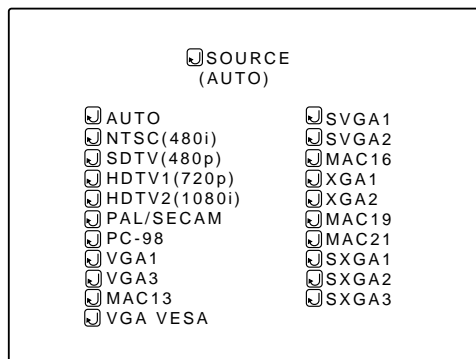 SOURCE
(AUTO)
AUTO
NTSC(480i)
SDTV(480p)
HDTV1(720p)
HDTV2(1080i)
PAL/SECAM
PC-98
VGA1
VGA3
MAC13
VGA VESA
SVGA1
SVGA2
MAC16
XGA1
XGA2
MAC19
MAC21
SXGA1
SXGA2
SXGA3